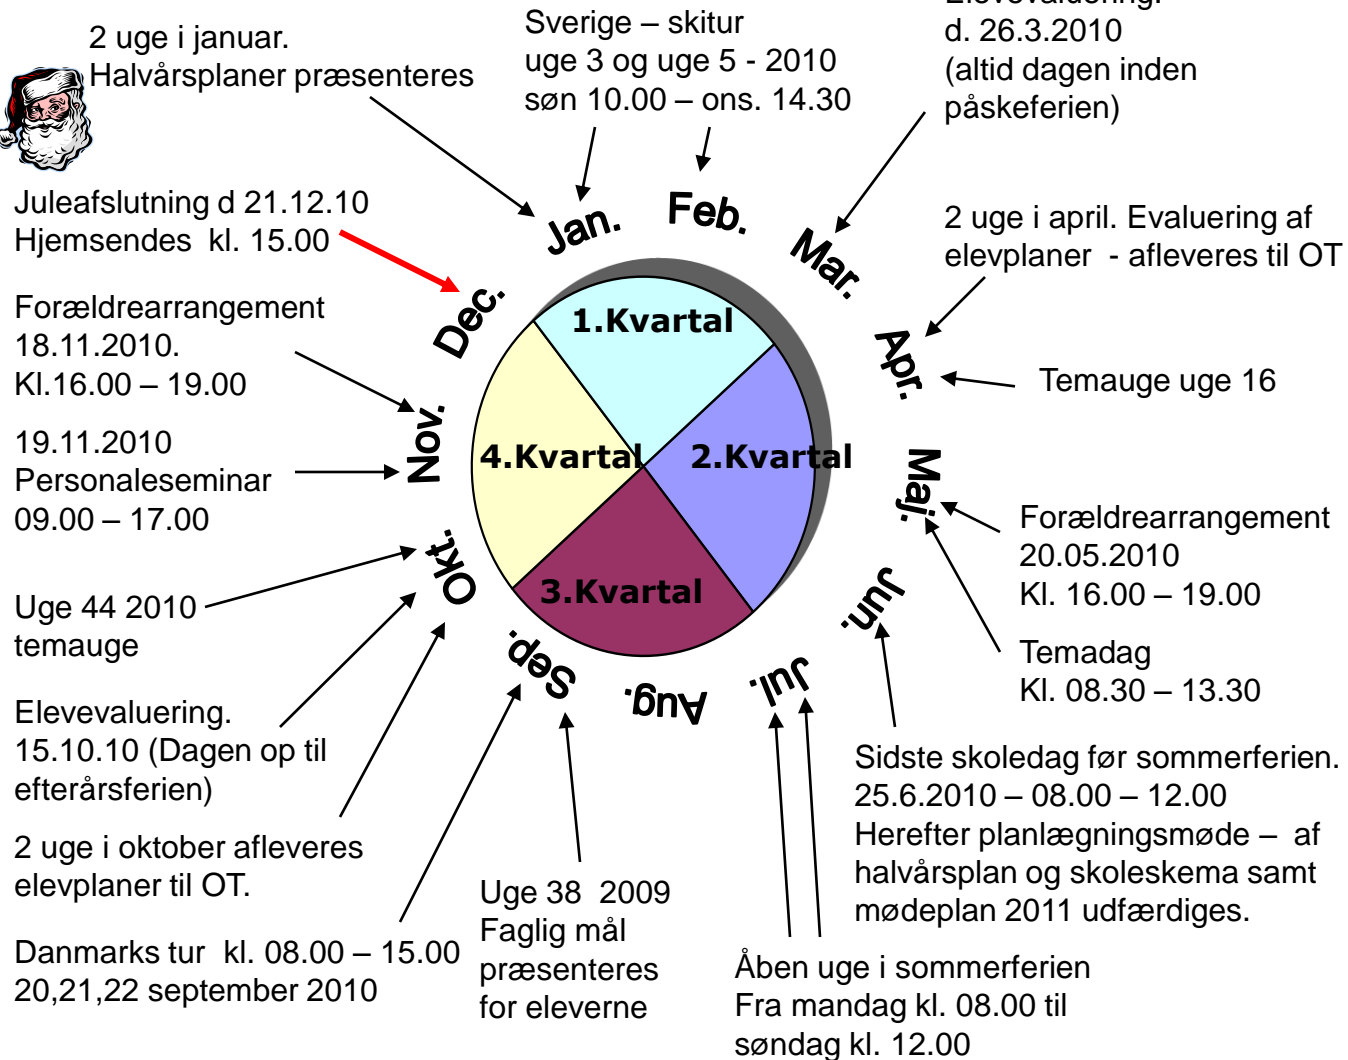 2 uge i januar.
Halvårsplaner præsenteres
Sverige – skitur
uge 3 og uge 5 - 2010
søn 10.00 – ons. 14.30
Elevevaluering.
d. 26.3.2010
(altid dagen inden
påskeferien)
Juleafslutning d 21.12.10
Hjemsendes kl. 15.00
2 uge i april. Evaluering af
elevplaner - afleveres til OT
Forældrearrangement
18.11.2010.
Kl.16.00 – 19.00
Temauge uge 16
19.11.2010
Personaleseminar
09.00 – 17.00
Forældrearrangement
20.05.2010
Kl. 16.00 – 19.00
Uge 44 2010
temauge
Temadag
Kl. 08.30 – 13.30
Elevevaluering.
15.10.10 (Dagen op til
efterårsferien)
Sidste skoledag før sommerferien.
25.6.2010 – 08.00 – 12.00
Herefter planlægningsmøde – af
halvårsplan og skoleskema samt
mødeplan 2011 udfærdiges.
2 uge i oktober afleveres
elevplaner til OT.
Uge 38 2009
Faglig mål
præsenteres
for eleverne
Danmarks tur kl. 08.00 – 15.00
20,21,22 september 2010
Åben uge i sommerferien
Fra mandag kl. 08.00 til
søndag kl. 12.00
Jan.
Feb.
Mar.
Apr.
Maj.
Jun.
Jul.
Aug.
Sep.
Okt.
Nov.
Dec.
1.Kvartal
2.Kvartal
3.Kvartal
4.Kvartal